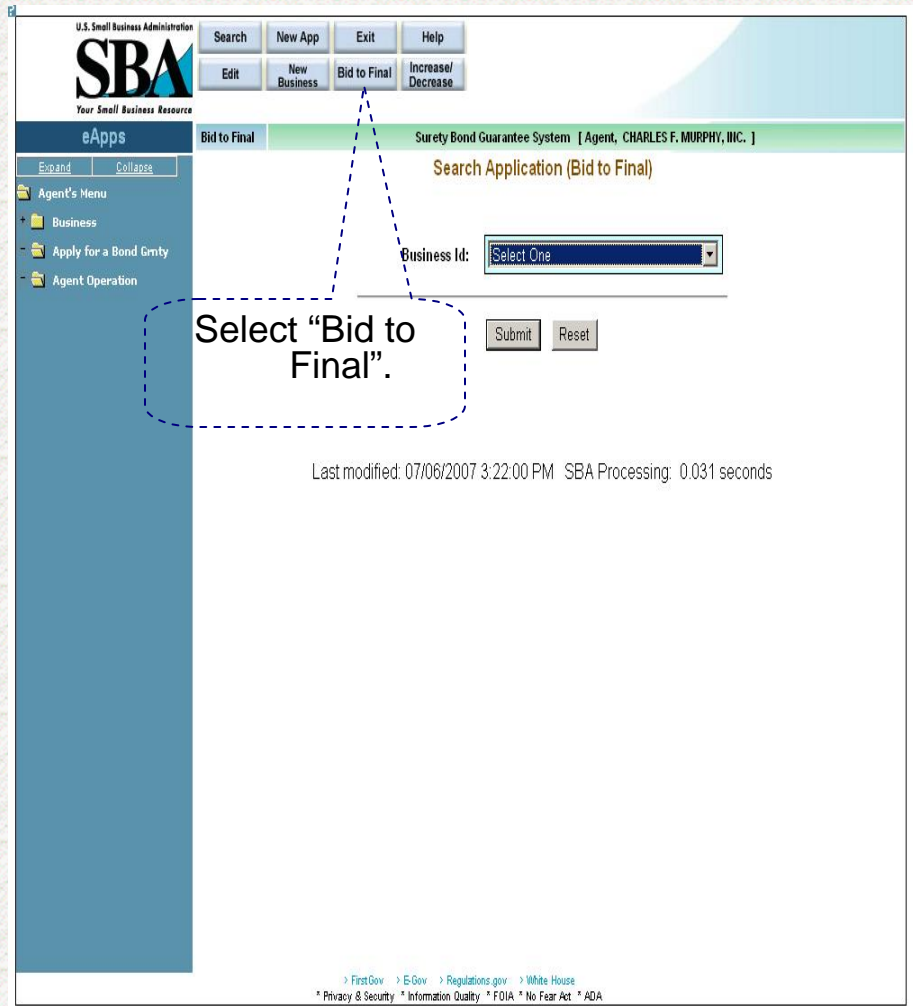 U.S. Small Business Administration
SBA
Your Small Business Resource
Search New App Exit Help
Edit New Business Bid to Final Increase/ Decrease
eApps
Bid to Final Surety Bond Guarantee System [ Agent, CHARLES F. MURPHY, INC. ]
Expand Collapse
Search Application (Bid to Final)
Agent's Menu
Business
Apply for a Bond Grnty
Agent Operation
Business Id: Select One
Select “Bid to
Final”.
Submit Reset
Last modified: 07/06/2007 3:22:00 PM SBA Processing: 0.031 seconds
> FirstGov > E-Gov > Regulations.gov > White House
* Privacy & Security * Information Quality * FOIA * No Fear Act * ADA